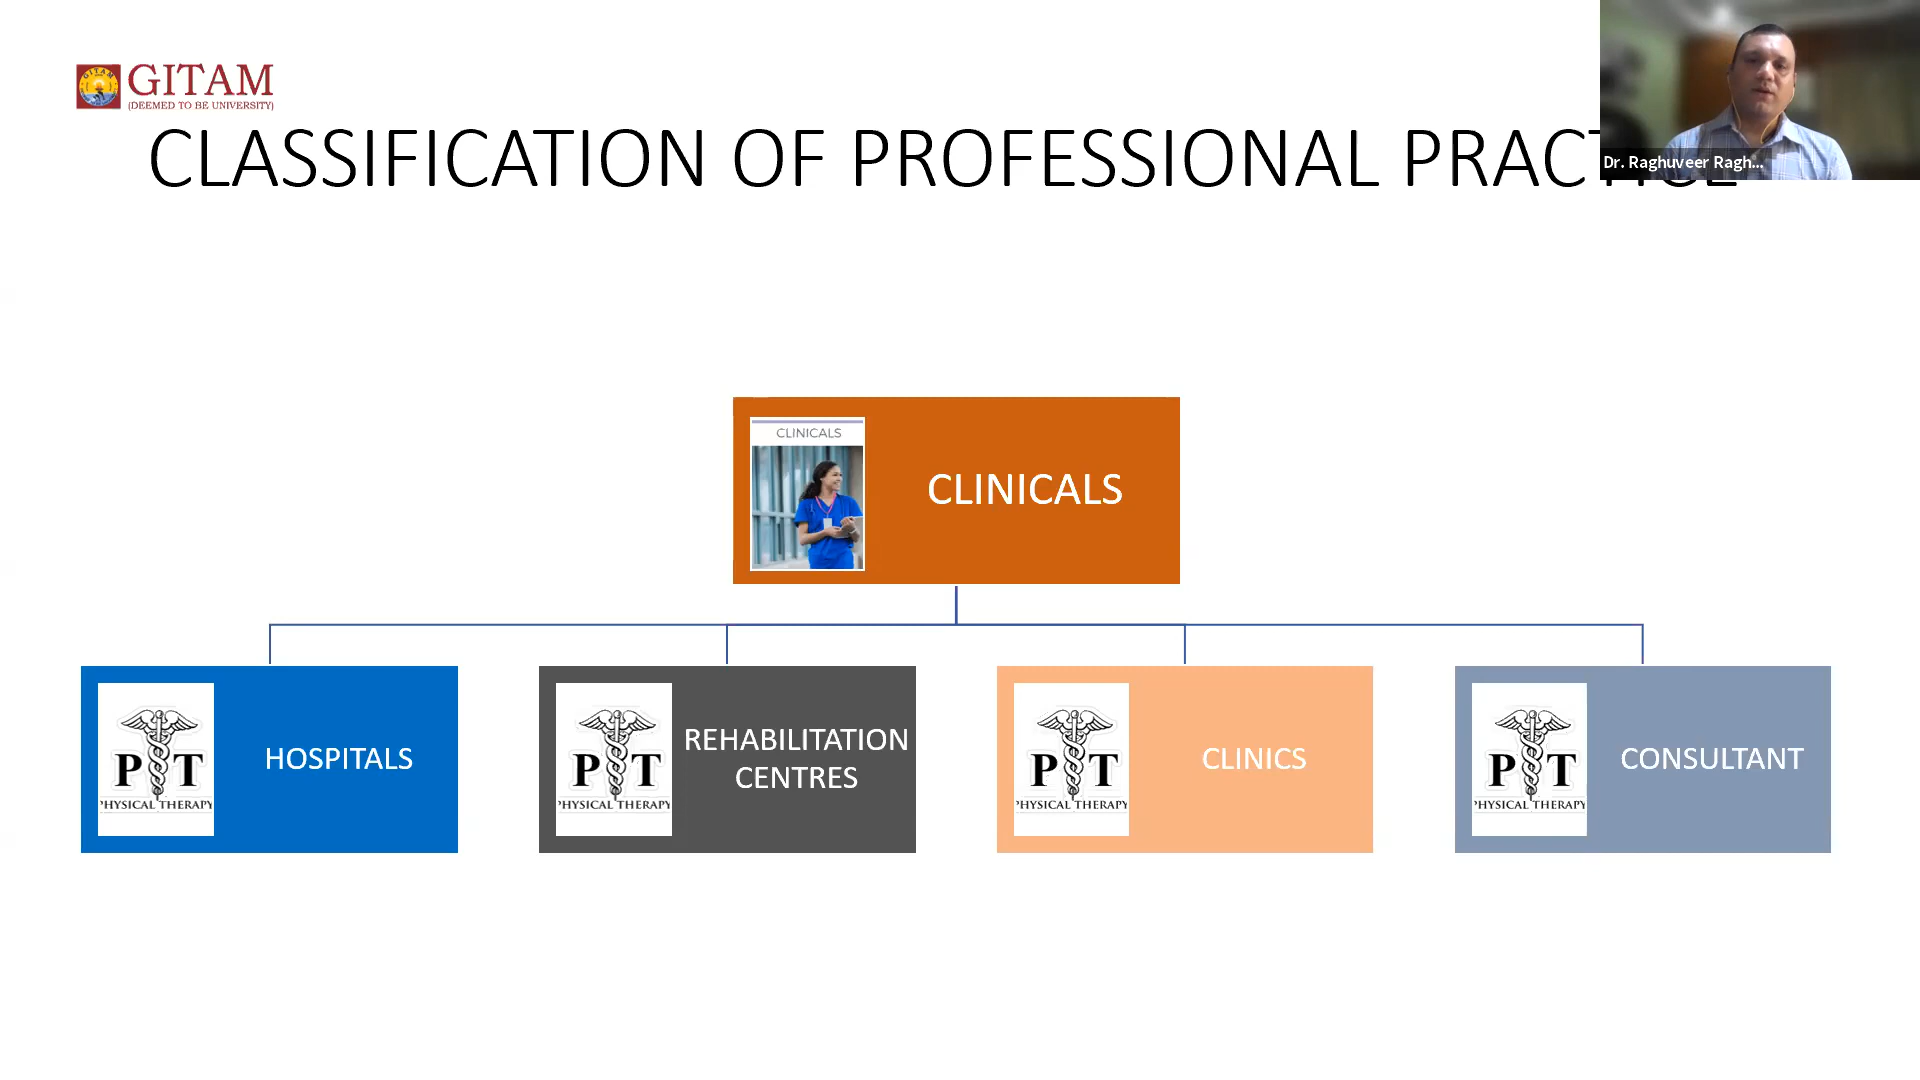 GITAM
(DEEMED TO BE UNIVERSITY)
CLASSIFICATION OF PROFESSIONAL PRACTICE
Dr. Raghuveer Ragh...
CLINICALS
CLINICALS
P T
PHYSICAL THERAPY
HOSPITALS
P T
PHYSICAL THERAPY
REHABILITATION
CENTRES
P T
PHYSICAL THERAPY
CLINICS
P T
PHYSICAL THERAPY
CONSULTANT